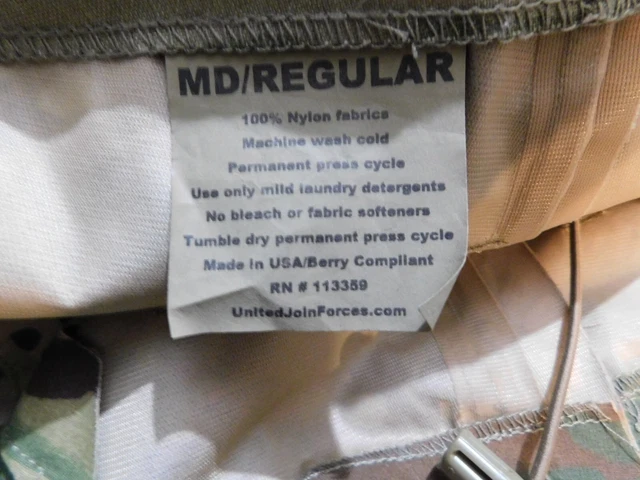 MD/REGULAR
100% Nylon fabrics
Machine wash cold
Permanent press cycle
Use only mild laundry detergents
No bleach or fabric softeners
Tumble dry permanent press cycle
Made in USA/Berry Compliant
RN # 113359
UnitedJoinForces.com